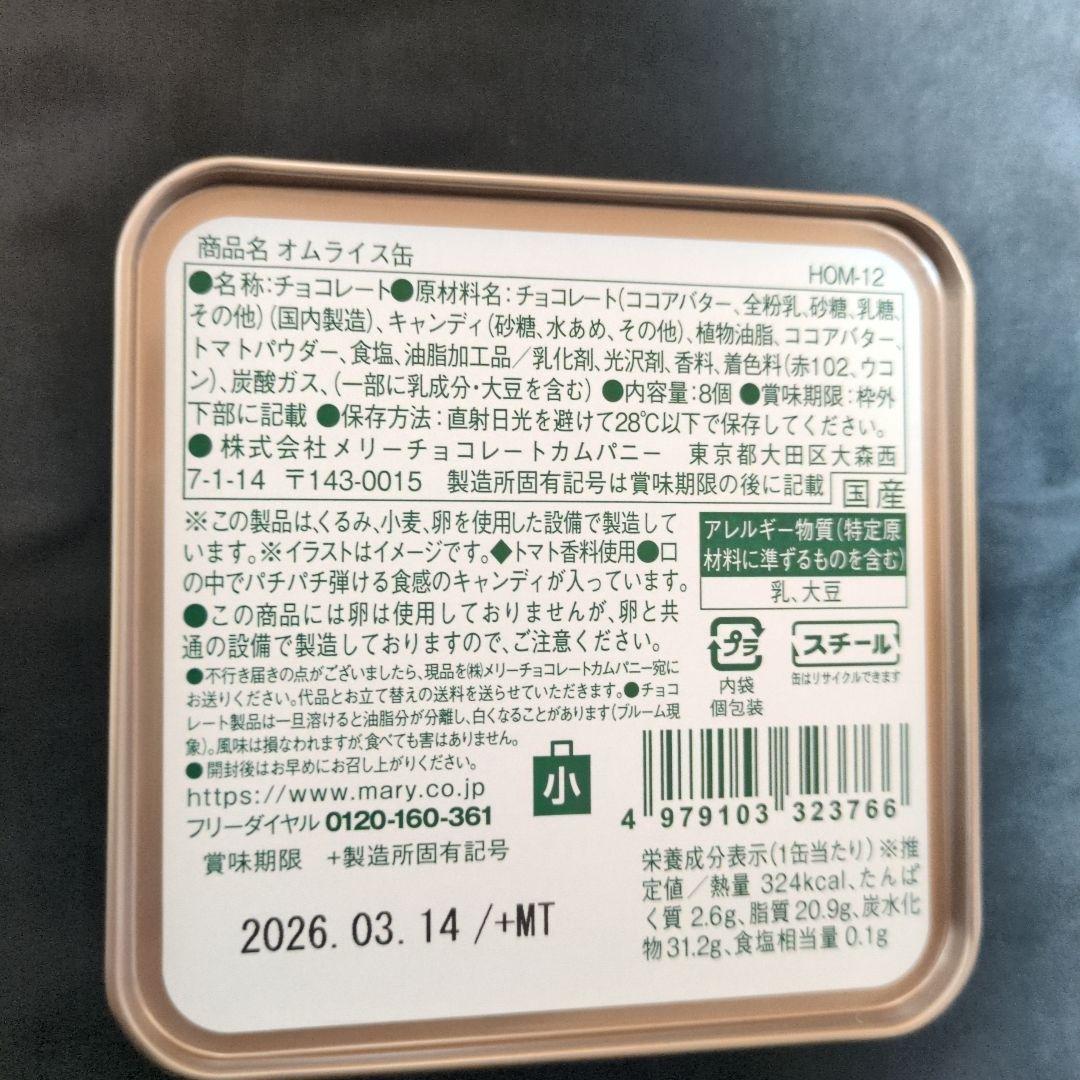 商品名 オムライス缶
HOM-12
●名称:チョコレート●原材料名:チョコレート(ココアバター、全粉乳、砂糖、乳糖、
その他)(国内製造)、キャンディ(砂糖、水あめ、その他)、植物油脂、ココアバター、
トマトパウダー、食塩、油脂加工品/乳化剤、光沢剤、香料、着色料(赤102、ウコ
ン)、炭酸ガス、(一部に乳成分・大豆を含む) ●内容量:8個 ●賞味期限:枠外
下部に記載 ●保存方法:直射日光を避けて28℃以下で保存してください。
● 株式会社メリーチョコレートカムパニー 東京都大田区大森西
7-1-14 〒143-0015 製造所固有記号は賞味期限の後に記載
国産
※この製品は、くるみ、小麦、卵を使用した設備で製造して
います。※イラストはイメージです。◆トマト香料使用●口
の中でパチパチ弾ける食感のキャンディが入っています。
●この商品には卵は使用しておりませんが、卵と共
通の設備で製造しておりますので、ご注意ください。
●不行き届きの点がございましたら、現品を㈱メリーチョコレートカムパニー宛に
お送りください。代品とお立て替えの送料を送らせていただきます。●チョコ
レート製品は一旦溶けると油脂分が分離し、白くなることがあります(ブルーム現
象)。風味は損なわれますが、食べても害はありません。
●開封後はお早めにお召し上がりください。
https://www.mary.co.jp
フリーダイヤル 0120-160-361
賞味期限 +製造所固有記号
2026.03.14 /+MT
アレルギー物質(特定原
材料に準ずるものを含む)
乳、大豆
プラ
内袋
個包装
スチール
缶はリサイクルできます
小
4 979103 323766
栄養成分表示(1缶当たり)※推
定値/熱量 324kcal、たんぱ
く質 2.6g、脂質 20.9g、炭水化
物31.2g、食塩相当量 0.1g